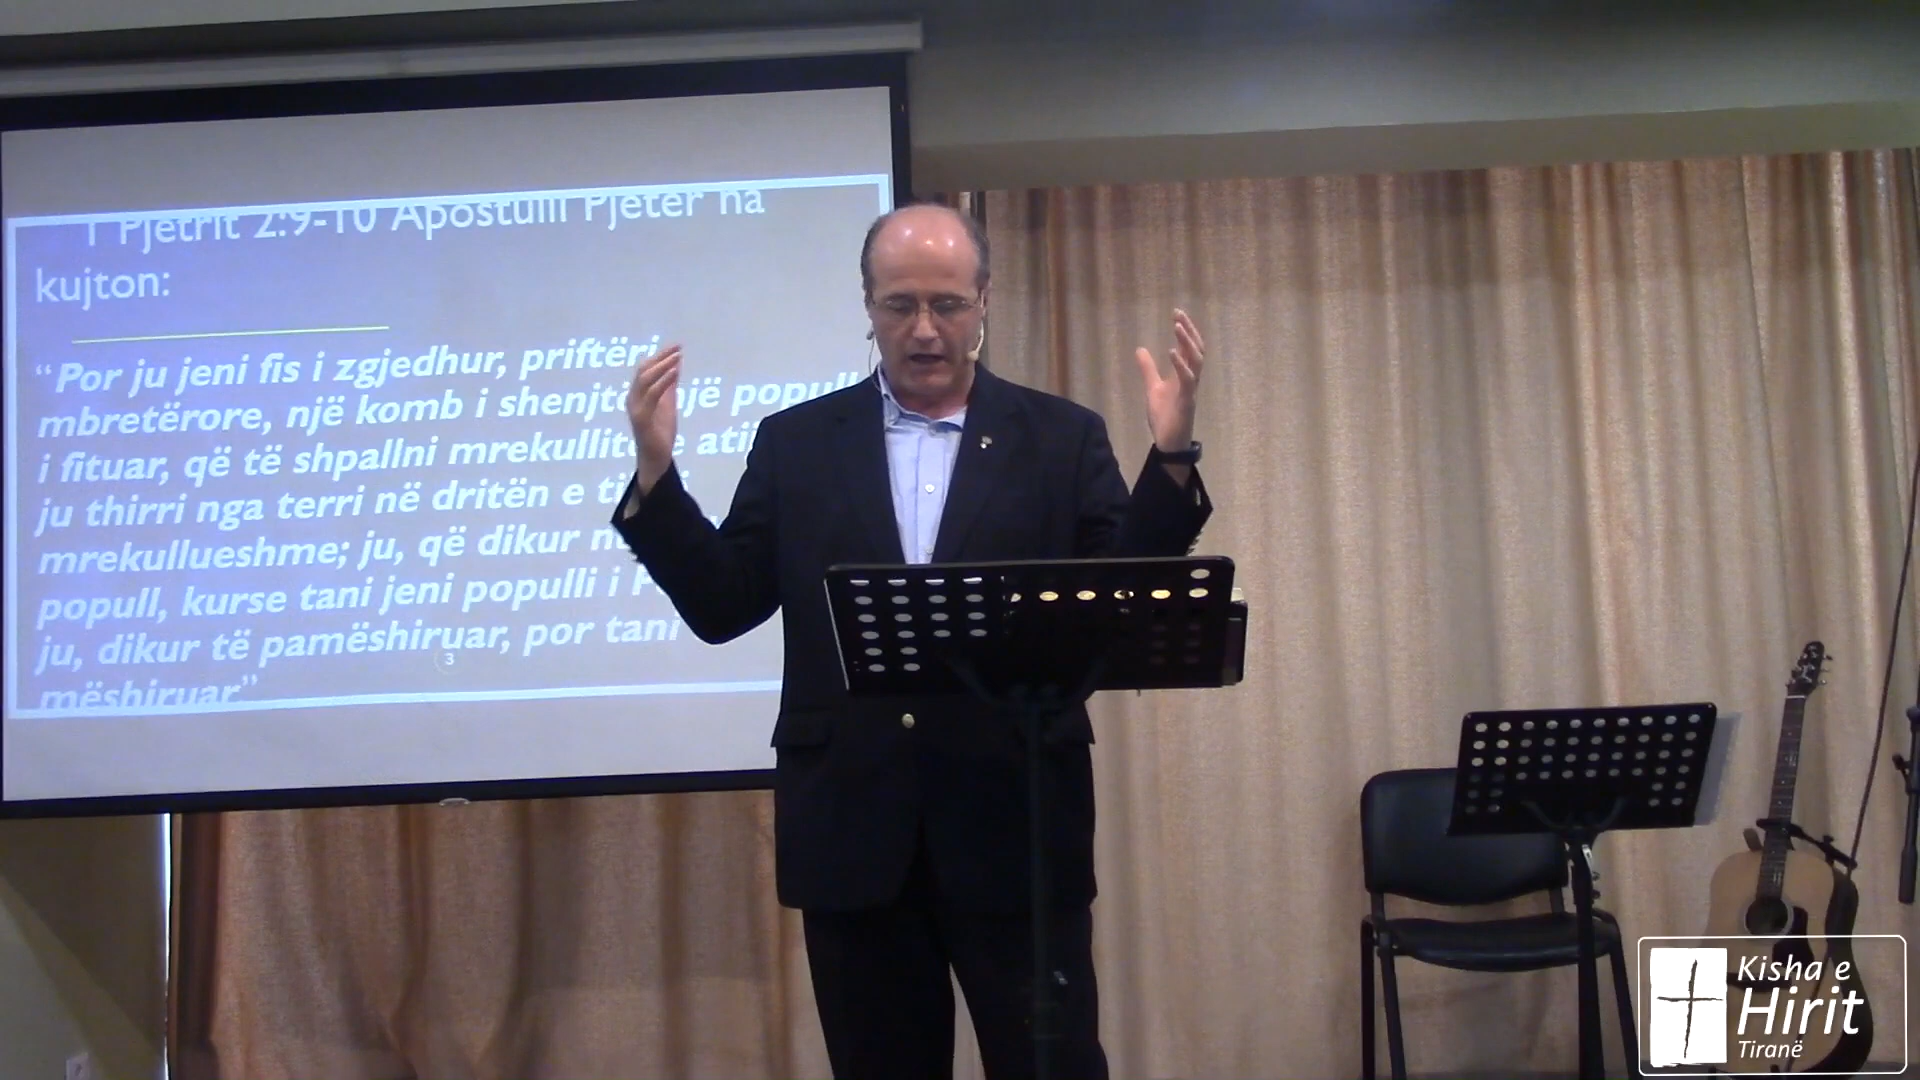 1 Pjetrit 2:9-10 Apostulli Pjetër na
kujton:
“Por ju jeni fis i zgjedhur, priftëri
mbretërore, një komb i shenjtë, një popull
i fituar, që të shpallni mrekullitë e atij
ju thirri nga terri në dritën e tij
mrekullueshme; ju, që dikur
popull, kurse tani jeni populli i
ju, dikur të pamëshiruar, por tani
mëshiruar”
3
Kisha e
Hirit
Tiranë